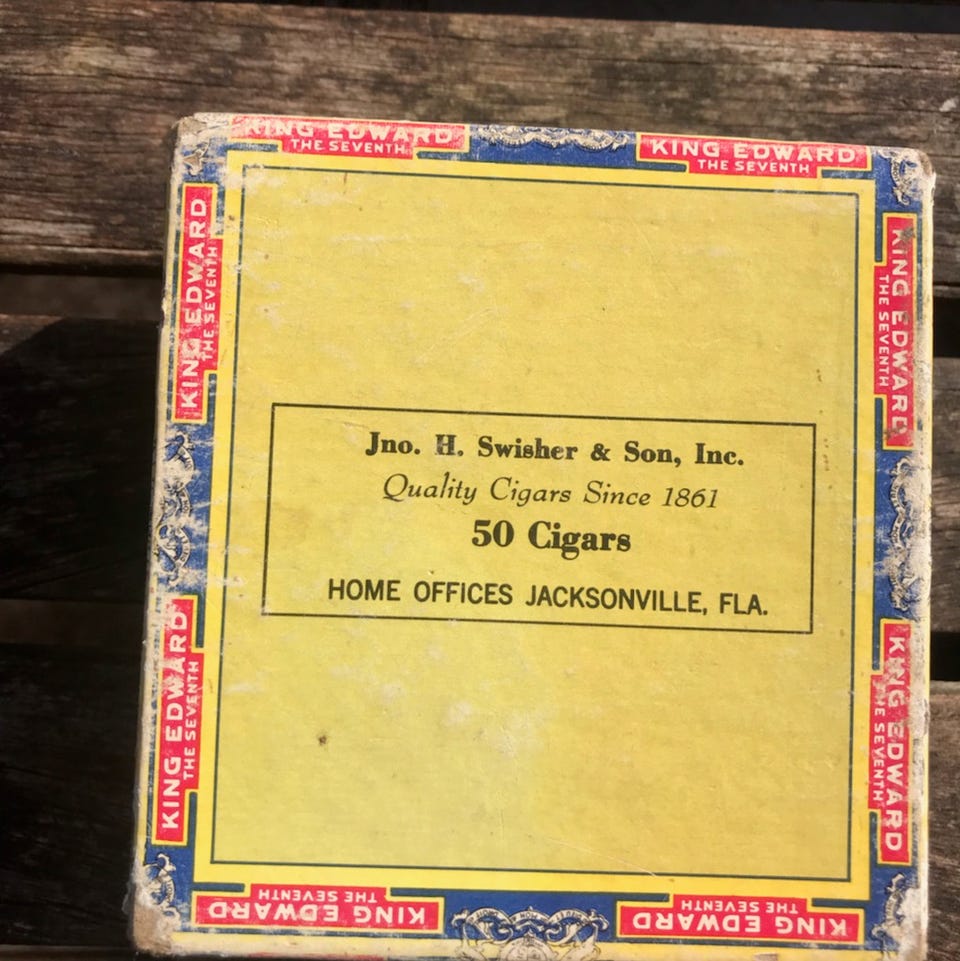 KING EDWARD
THE SEVENTH
KING EDWARD
THE SEVENTH
KING EDWARD
THE SEVENTH
KING EDWARD
THE SEVENTH
Jno. H. Swisher & Son, Inc.
Quality Cigars Since 1861
50 Cigars
HOME OFFICES JACKSONVILLE, FLA.
KING EDWARD
THE SEVENTH
KING EDWARD
THE SEVENTH
KING EDWARD
THE SEVENTH
KING EDWARD
THE SEVENTH